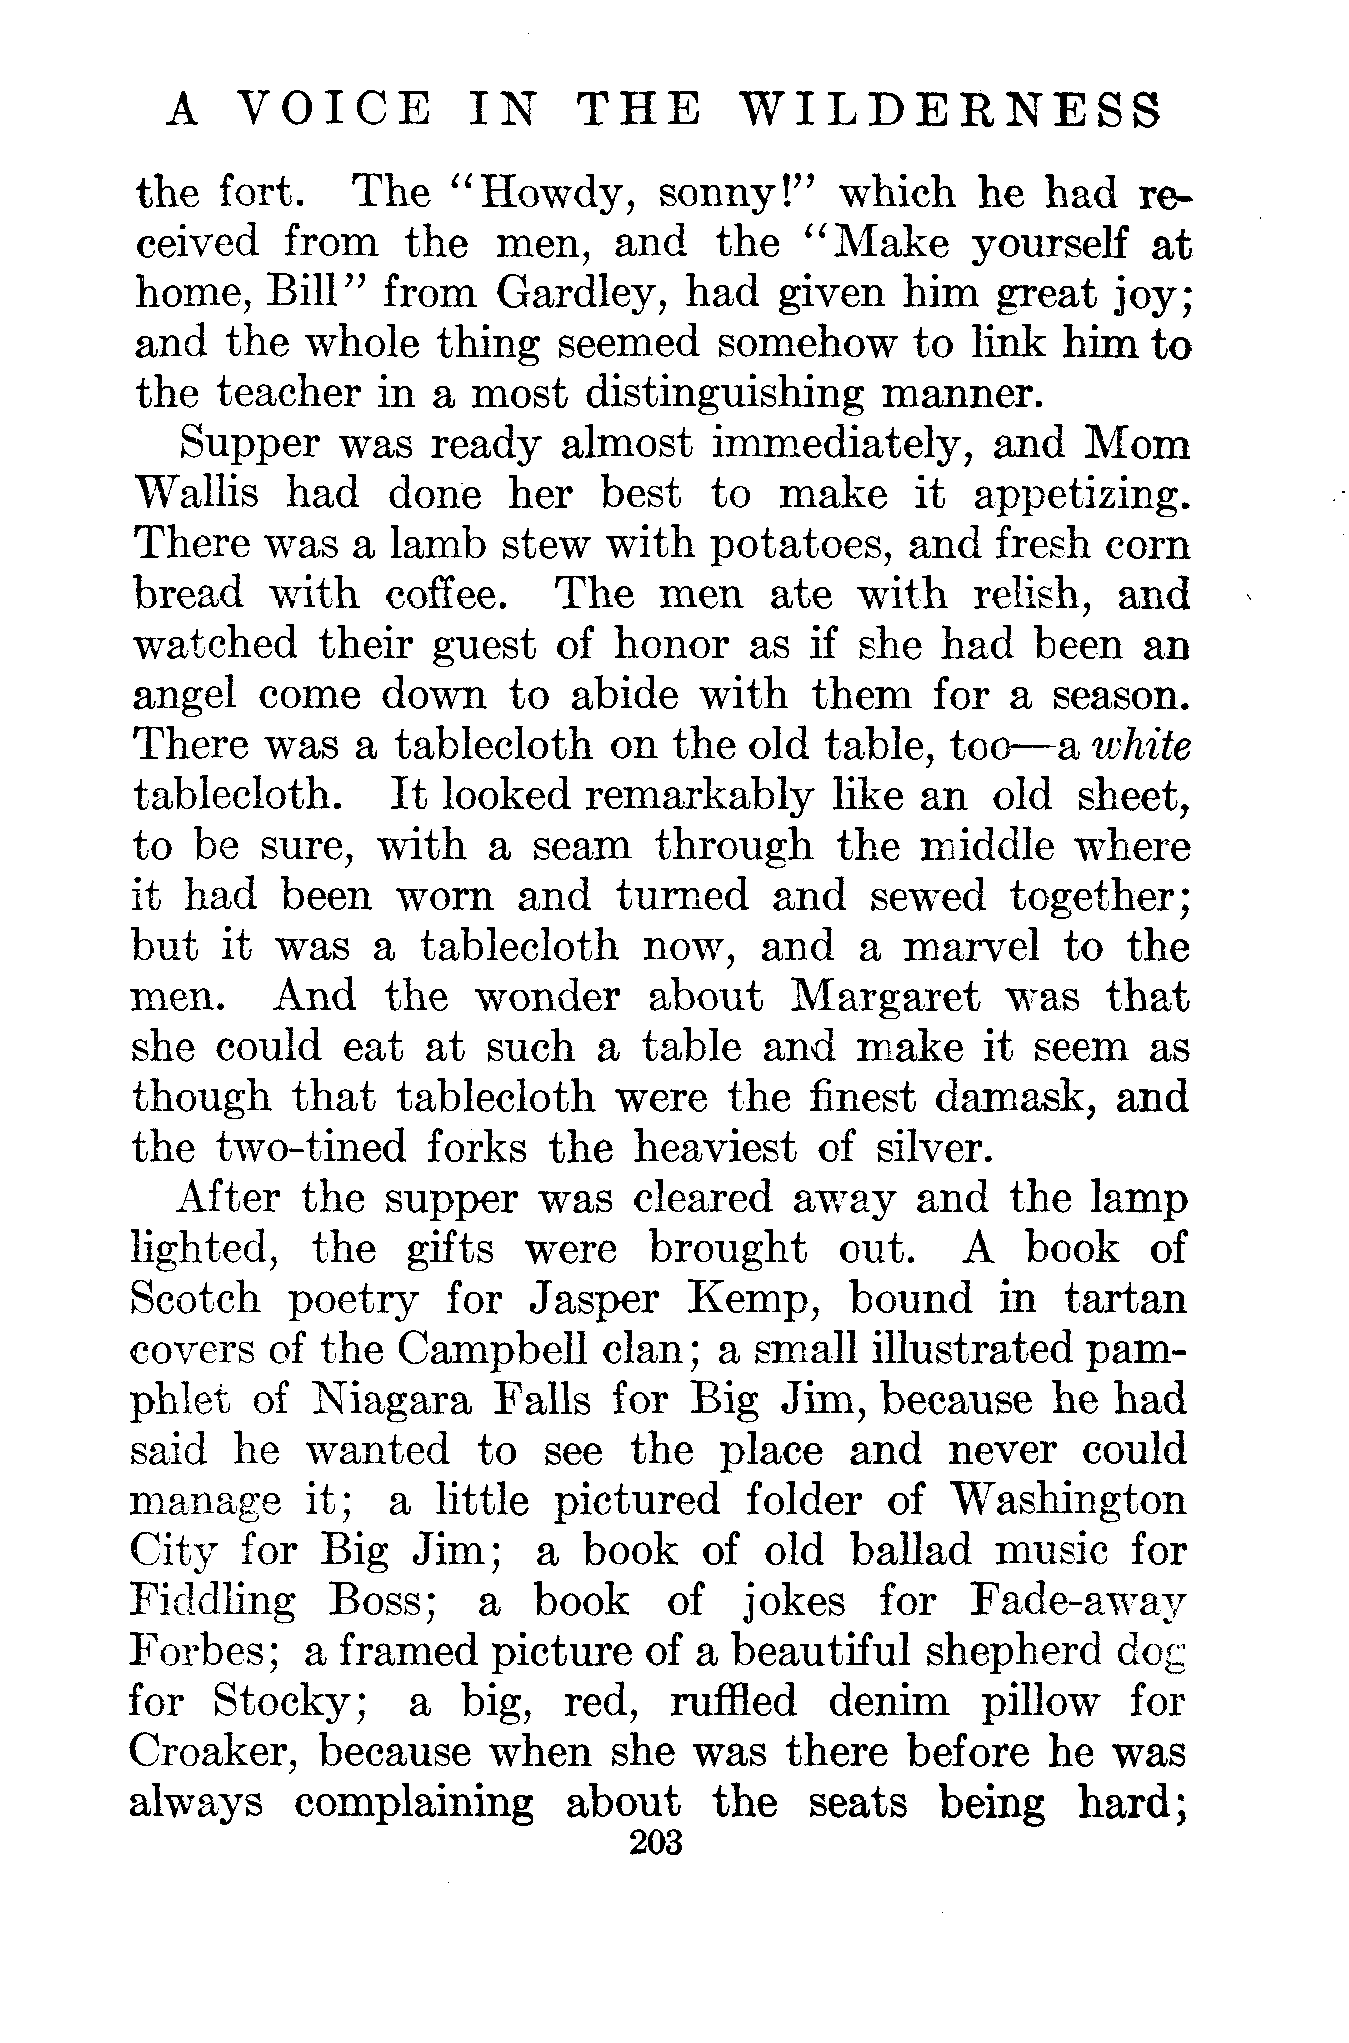 A VOICE IN THE WILDERNESS
the fort. The "Howdy, sonny!" which he had re-
ceived from the men, and the "Make yourself at
home, Bill" from Gardley, had given him great joy;
and the whole thing seemed somehow to link him to
the teacher in a most distinguishing manner.
Supper was ready almost immediately, and Mom
Wallis had done her best to make it appetizing.
There was a lamb stew with potatoes, and fresh corn
bread with coffee. The men ate with relish, and
watched their guest of honor as if she had been an
angel come down to abide with them for a season.
There was a tablecloth on the old table, too—a white
tablecloth. It looked remarkably like an old sheet,
to be sure, with a seam through the middle where
it had been worn and turned and sewed together;
but it was a tablecloth now, and a marvel to the
men. And the wonder about Margaret was that
she could eat at such a table and make it seem as
though that tablecloth were the finest damask, and
the two-tined forks the heaviest of silver.
After the supper was cleared away and the lamp
lighted, the gifts were brought out. A book of
Scotch poetry for Jasper Kemp, bound in tartan
covers of the Campbell clan; a small illustrated pam-
phlet of Niagara Falls for Big Jim, because he had
said he wanted to see the place and never could
manage it; a little pictured folder of Washington
City for Big Jim; a book of old ballad music for
Fiddling Boss; a book of jokes for Fade-away
Forbes; a framed picture of a beautiful shepherd dog
for Stocky; a big, red, ruffled denim pillow for
Croaker, because when she was there before he was
always complaining about the seats being hard;
203